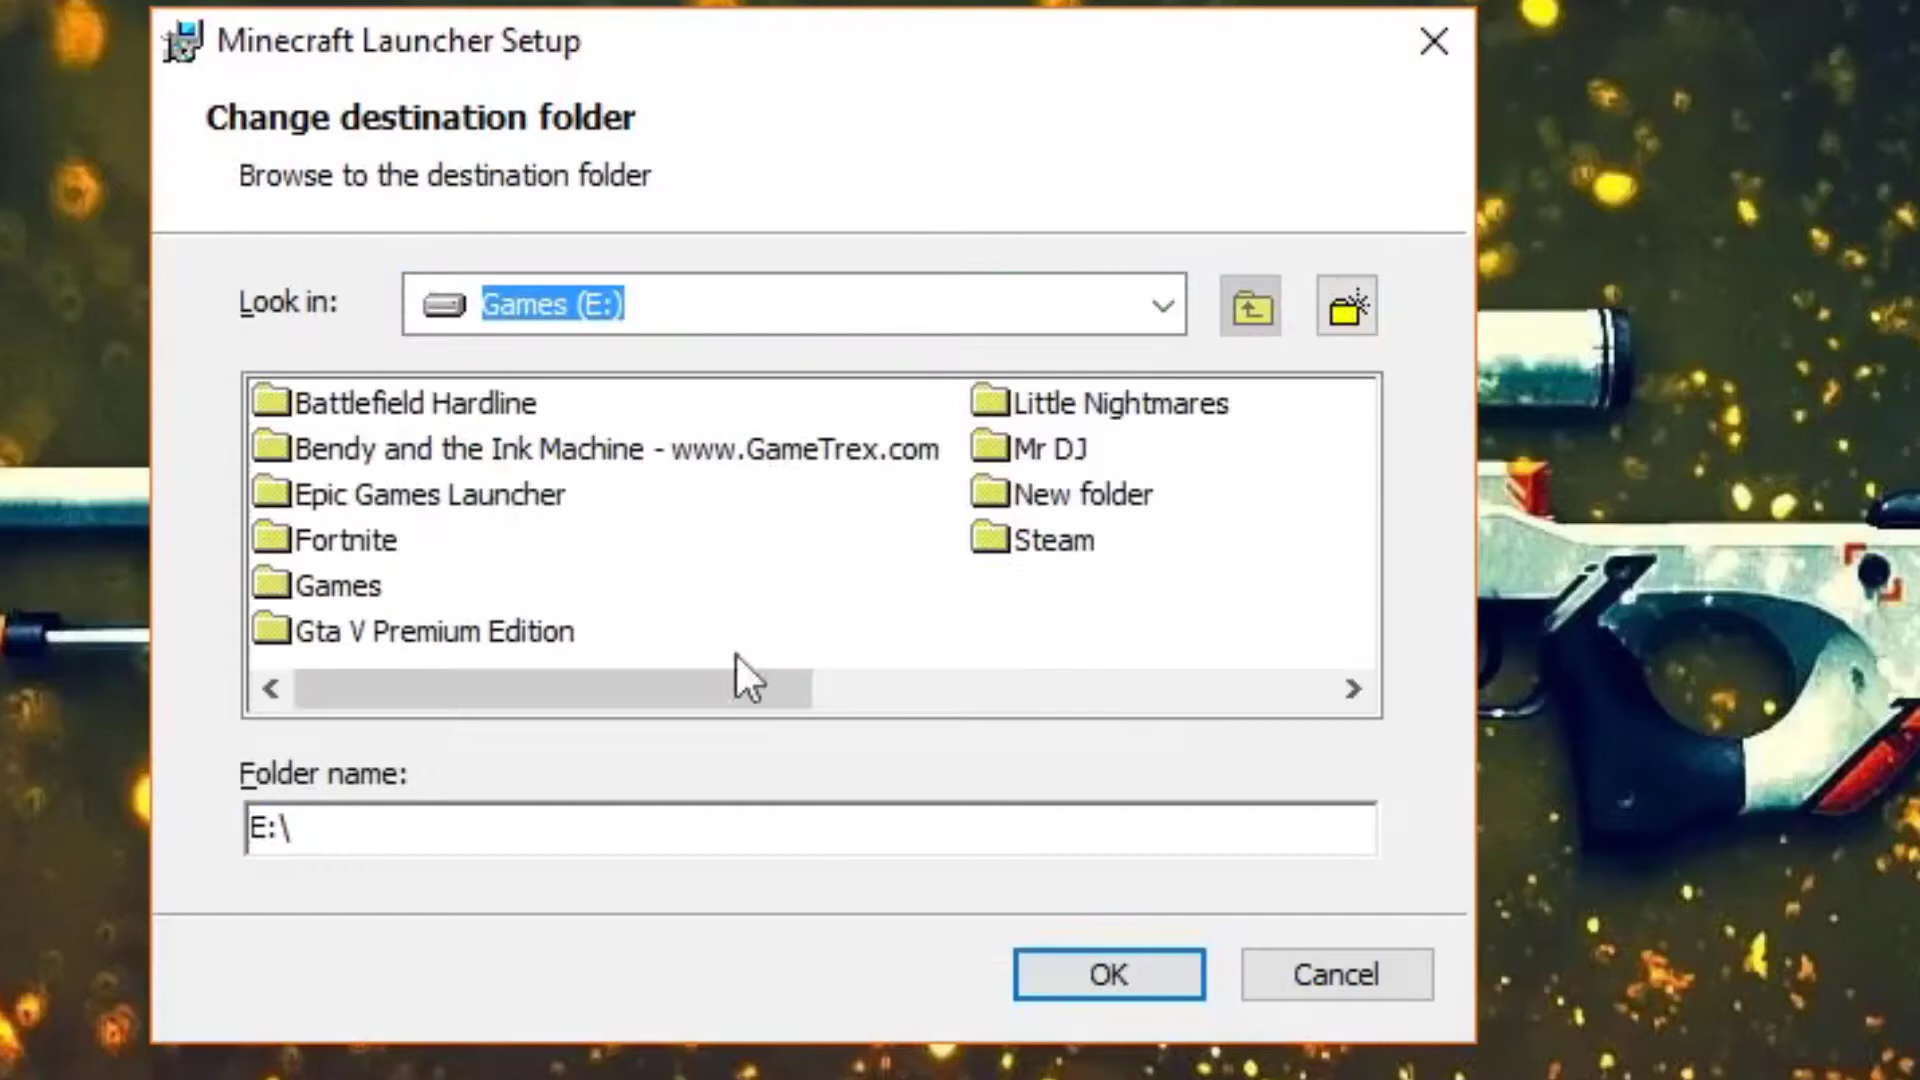 Minecraft Launcher Setup
Change destination folder
Browse to the destination folder
Look in:
Games (E:)
Battlefield Hardline
Bendy and the Ink Machine - www.GameTrex.com
Epic Games Launcher
Fortnite
Games
Gta V Premium Edition
Little Nightmares
Mr DJ
New folder
Steam
Folder name:
E:\
OK
Cancel